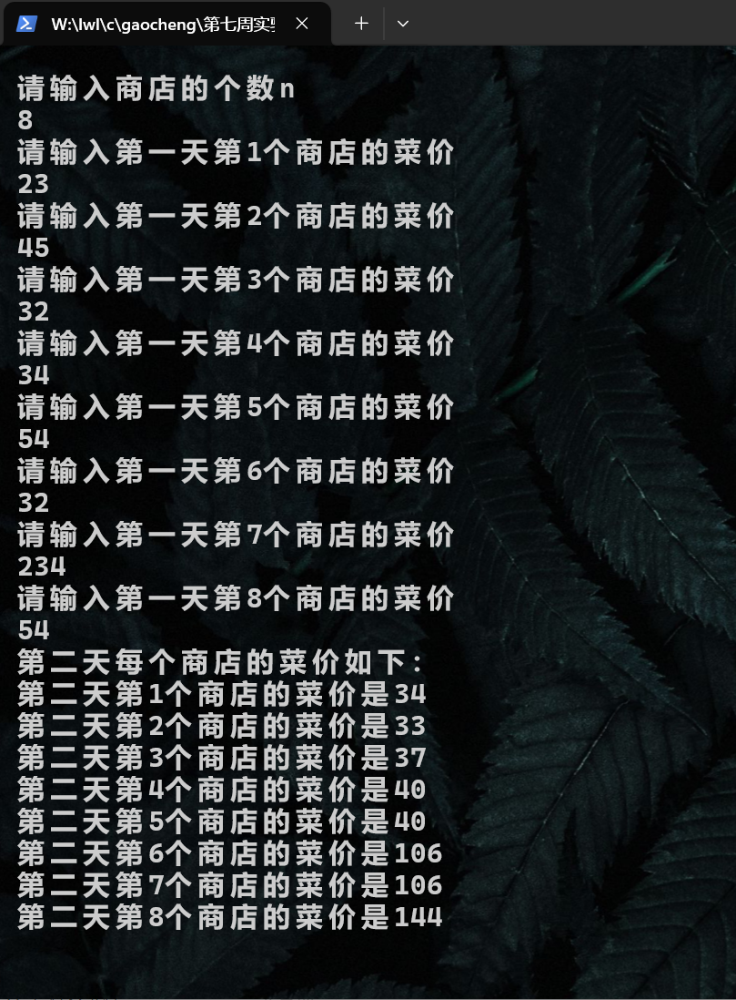 W:\lwl\c\gaocheng\第七周实
请输入商店的个数n
8
请输入第一天第1个商店的菜价
23
请输入第一天第2个商店的菜价
45
请输入第一天第3个商店的菜价
32
请输入第一天第4个商店的菜价
34
请输入第一天第5个商店的菜价
54
请输入第一天第6个商店的菜价
32
请输入第一天第7个商店的菜价
234
请输入第一天第8个商店的菜价
54
第二天每个商店的菜价如下:
第二天第1个商店的菜价是34
第二天第2个商店的菜价是33
第二天第3个商店的菜价是37
第二天第4个商店的菜价是40
第二天第5个商店的菜价是40
第二天第6个商店的菜价是106
第二天第7个商店的菜价是106
第二天第8个商店的菜价是144